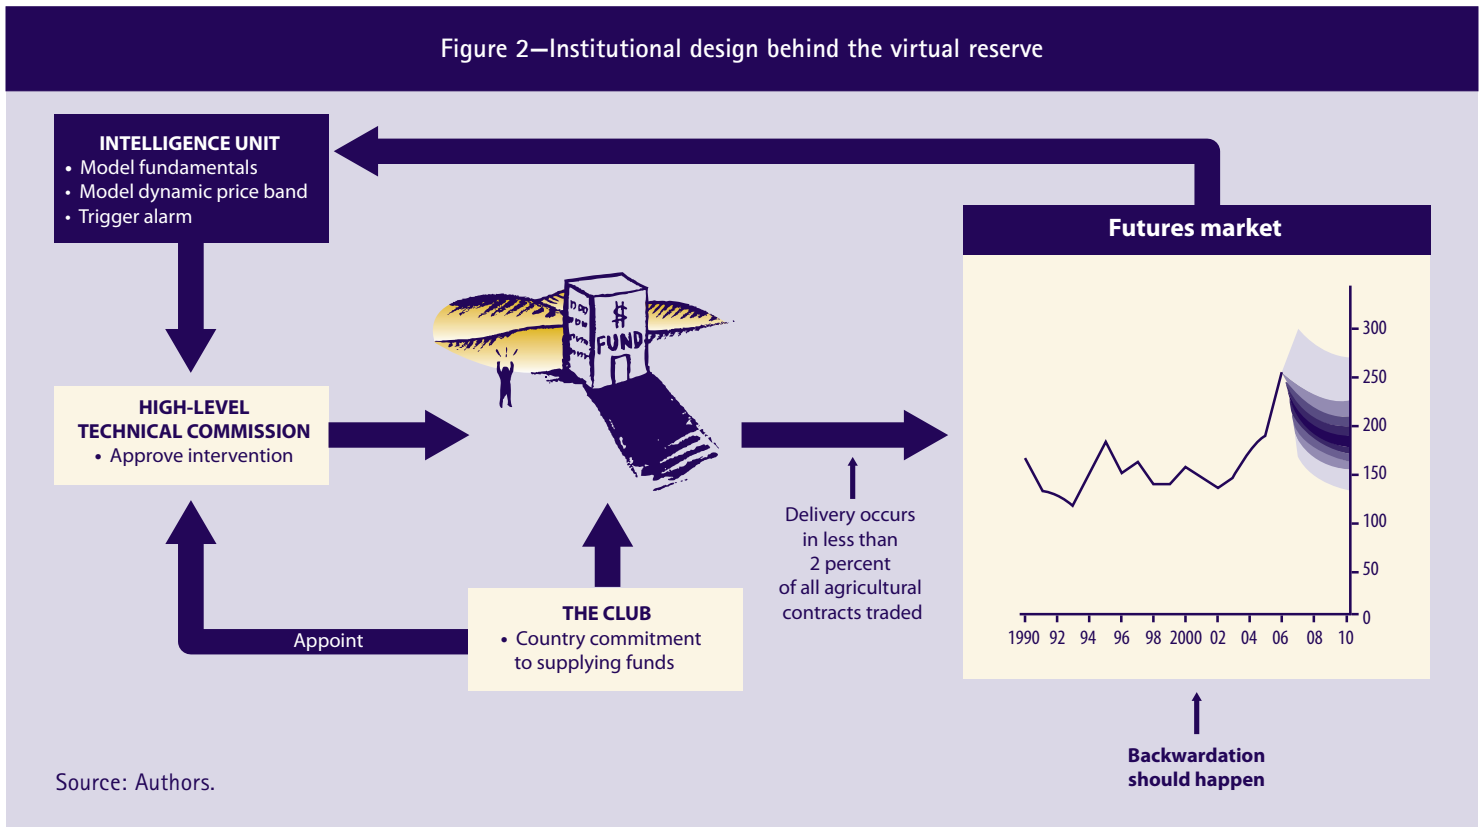 Figure 2—Institutional design behind the virtual reserve
INTELLIGENCE UNIT
• Model fundamentals
• Model dynamic price band
• Trigger alarm
HIGH-LEVEL
TECHNICAL COMMISSION
• Approve intervention
$
FUND
THE CLUB
• Country commitment
to supplying funds
Appoint
Delivery occurs
in less than
2 percent
of all agricultural
contracts traded
Futures market
300
250
200
150
100
50
0
1990 92 94 96 98 2000 02 04 06 08 10
Backwardation
should happen
Source: Authors.